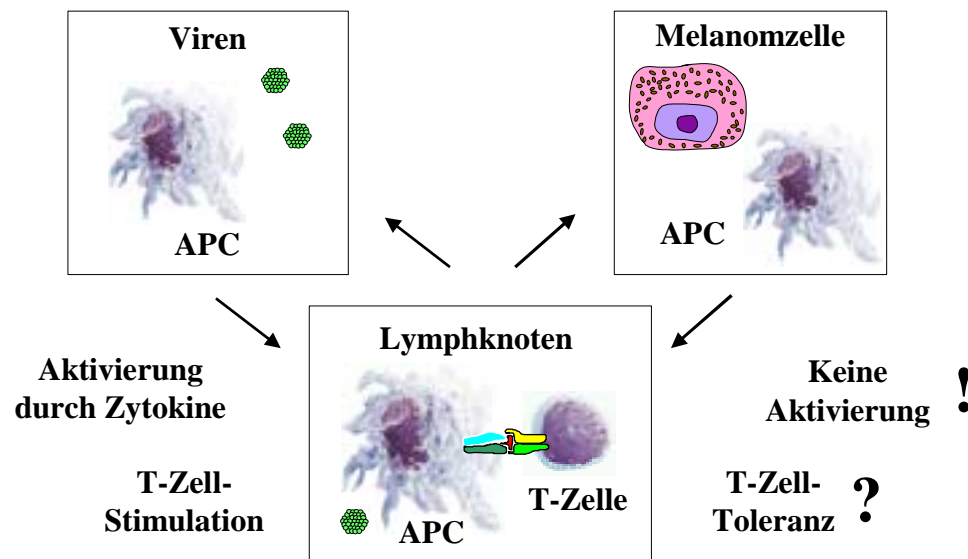 Viren
APC
Melanomzelle
APC
Lymphknoten
T-Zelle
APC
Aktivierung
durch Zytokine
T-Zell-
Stimulation
Keine
Aktivierung !
T-Zell-
Toleranz ?